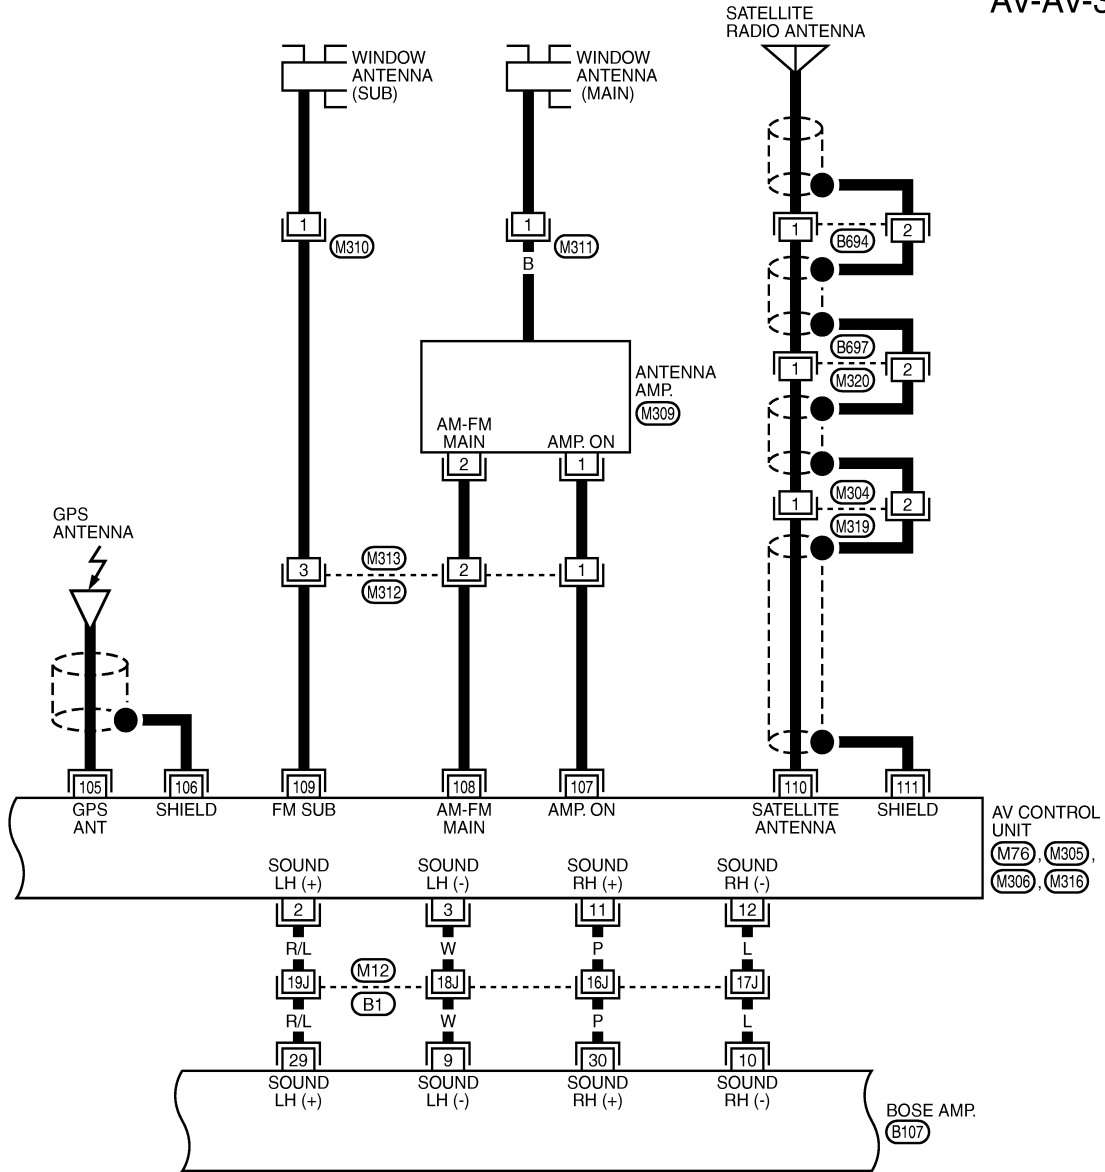 AV-AV-3
SATELLITE
RADIO ANTENNA
WINDOW
ANTENNA
(SUB)
WINDOW
ANTENNA
(MAIN)
1
M310
1
M311
B
1
2
B694
B697
1
2
M320
ANTENNA
AMP.
M309
AM-FM
MAIN
AMP. ON
2
1
M304
1
2
M319
GPS
ANTENNA
M313
3
2
1
M312
105
106
109
108
107
110
111
GPS
ANT
SHIELD
FM SUB
AM-FM
MAIN
AMP. ON
SATELLITE
ANTENNA
SHIELD
AV CONTROL
UNIT
M76 , M305 ,
M306 , M316
SOUND
LH (+)
SOUND
LH (-)
SOUND
RH (+)
SOUND
RH (-)
2
3
11
12
R/L
W
P
L
M12
19J
18J
16J
17J
B1
R/L
W
P
L
29
9
30
10
SOUND
LH (+)
SOUND
LH (-)
SOUND
RH (+)
SOUND
RH (-)
BOSE AMP.
B107